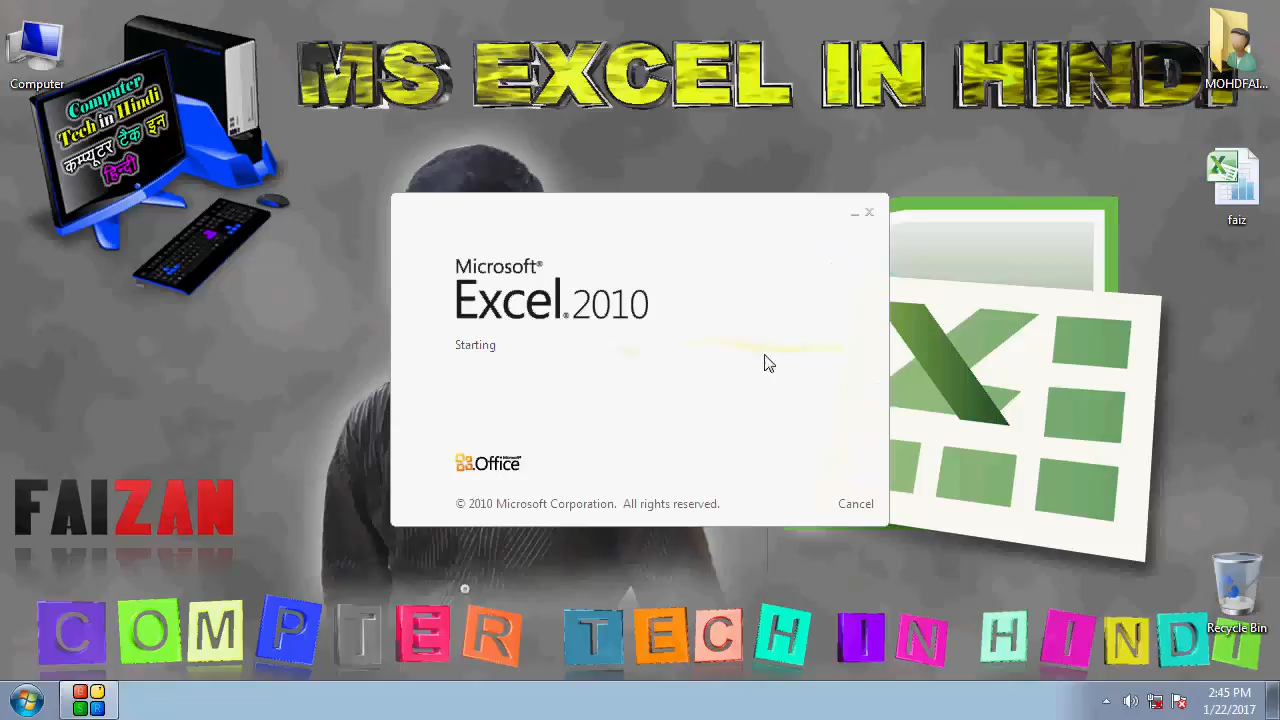 MS EXCEL IN HINDI
Computer
MOHDFAI...
Computer
Tech in Hindi
कम्प्यूटर टैक इन
हिन्दी
faiz
Microsoft®
Excel® 2010
Starting
Microsoft®
Office
© 2010 Microsoft Corporation. All rights reserved.
Cancel
FAIZAN
COMPUTER TECH IN HINDI
Recycle Bin
2:45 PM
1/22/2017